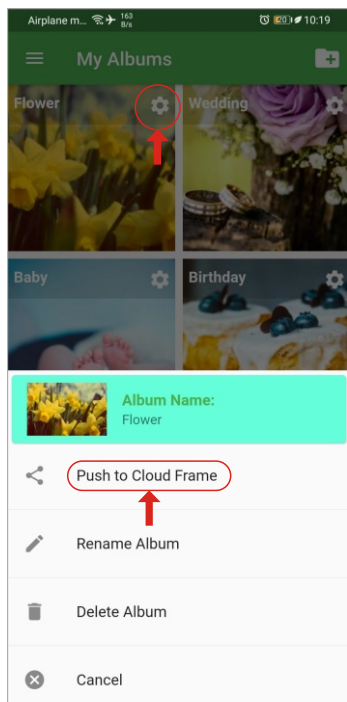 Airplane m... 163 B/s 20 10:19
My Albums
Flower Wedding
Baby Birthday
Album Name:
Flower
Push to Cloud Frame
Rename Album
Delete Album
Cancel